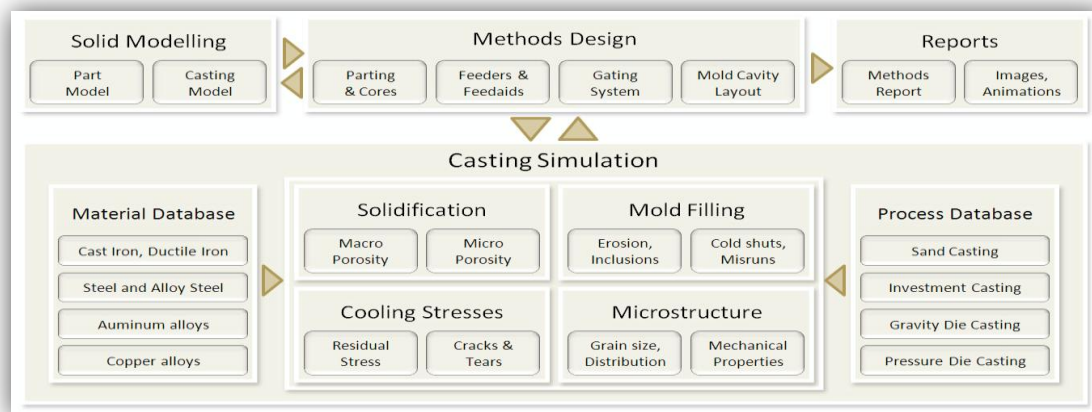 Solid Modelling
Part
Model
Casting
Model
Methods Design
Parting
& Cores
Feeders &
Feedaids
Gating
System
Mold Cavity
Layout
Reports
Methods
Report
Images,
Animations
Casting Simulation
Material Database
Cast Iron, Ductile Iron
Steel and Alloy Steel
Auminum alloys
Copper alloys
Solidification
Macro
Porosity
Micro
Porosity
Mold Filling
Erosion,
Inclusions
Cold shuts,
Misruns
Cooling Stresses
Residual
Stress
Cracks &
Tears
Microstructure
Grain size,
Distribution
Mechanical
Properties
Process Database
Sand Casting
Investment Casting
Gravity Die Casting
Pressure Die Casting